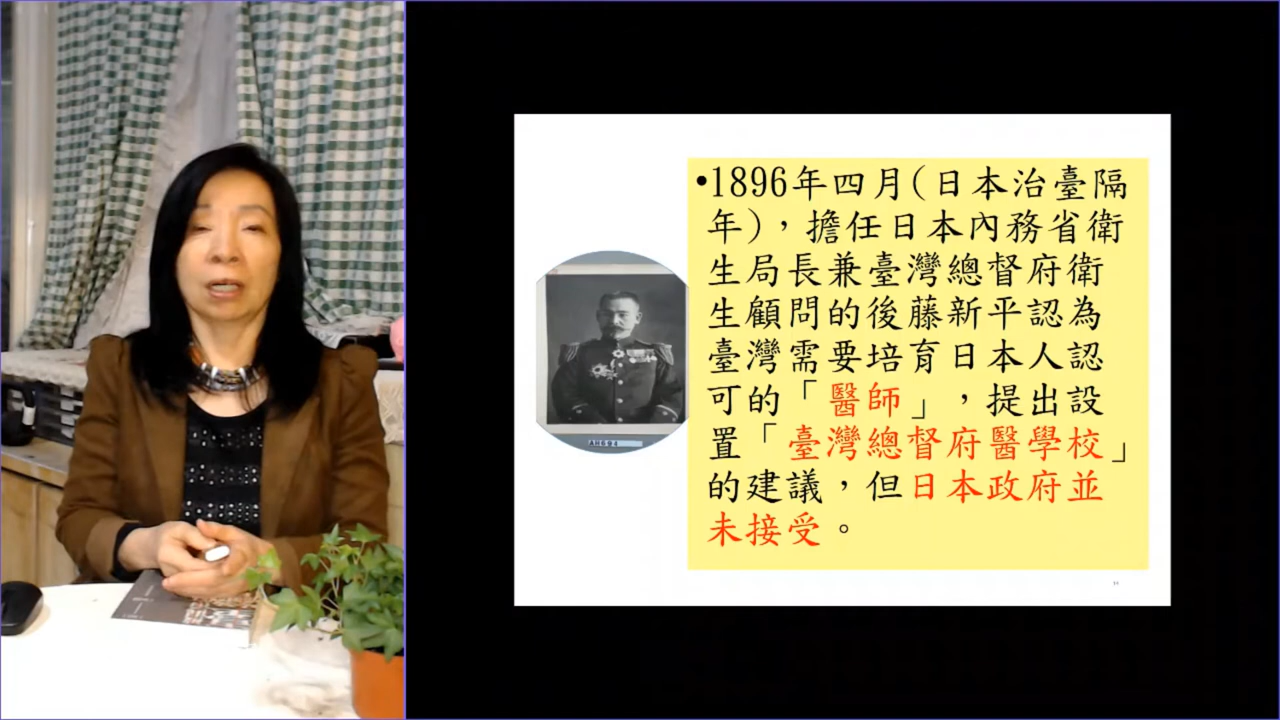 •1896年四月(日本治臺隔
年)，擔任日本內務省衛
生局長兼臺灣總督府衛
生顧問的後藤新平認為
臺灣需要培育日本人認
可的「醫師」，提出設
置「臺灣總督府醫學校」
的建議，但日本政府並
未接受。